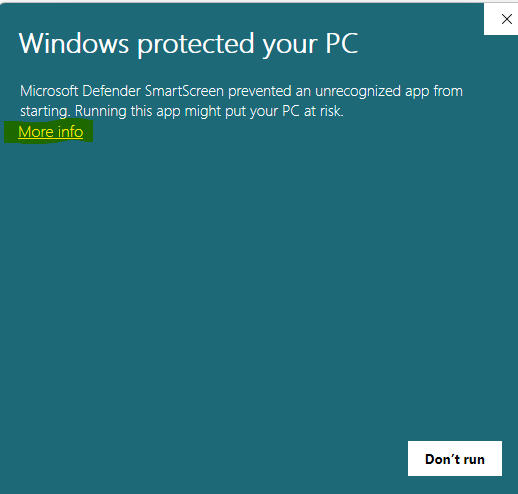 Windows protected your PC
Microsoft Defender SmartScreen prevented an unrecognized app from
starting. Running this app might put your PC at risk.
More info
Don’t run